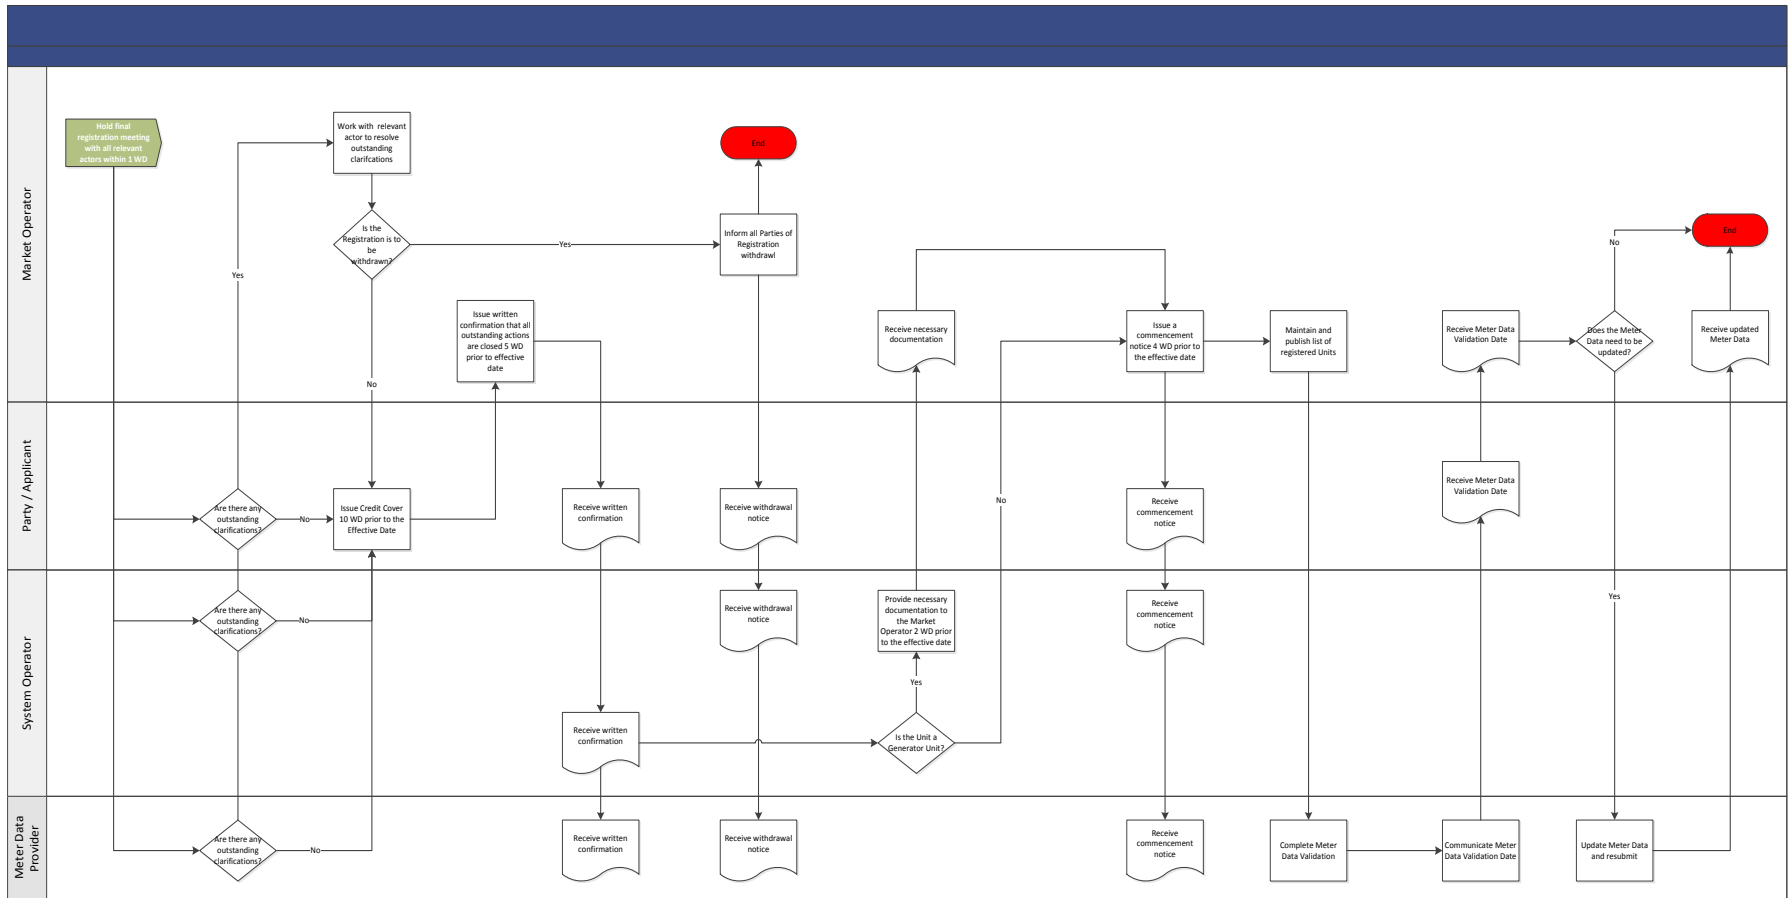 Market Operator
Hold final
registration meeting
with all relevant
actors within 1 WD
Work with  relevant
actor to resolve
outstanding
clarifcations
Is the
Registration is to
be
withdrawn?
Yes
Yes
No
End
Inform all Parties of
Registration
withdrawl
Issue written
confirmation that all
outstanding actions
are closed 5 WD
prior to effective
date
Receive necessary
documentation
Issue a
commencement
notice 4 WD prior to
the effective date
Maintain and
publish list of
registered Units
Receive Meter Data
Validation Date
Does the Meter
Data need to be
updated?
No
End
Receive updated
Meter Data
Party / Applicant
Are there any
outstanding
clarifications?
No
Issue Credit Cover
10 WD prior to the
Effective Date
Receive written
confirmation
Receive withdrawal
notice
No
Receive
commencement
notice
Receive Meter Data
Validation Date
System Operator
Are there any
outstanding
clarifications?
No
Receive withdrawal
notice
Provide necessary
documentation to
the Market
Operator 2 WD prior
to the effective date
Yes
Receive
commencement
notice
Yes
Receive written
confirmation
Is the Unit a
Generator Unit?
Meter Data
Provider
Are there any
outstanding
clarifications?
No
Receive written
confirmation
Receive withdrawal
notice
Receive
commencement
notice
Complete Meter
Data Validation
Communicate Meter
Data Validation Date
Update Meter Data
and resubmit